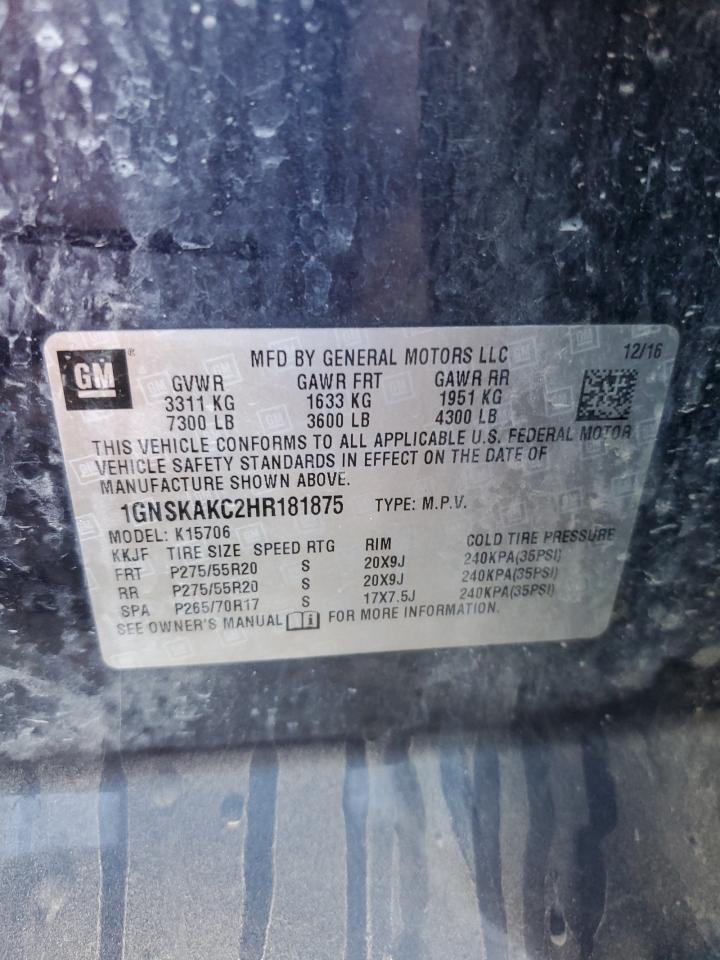 GM ®
MFD BY GENERAL MOTORS LLC 12/16
GVWR GAWR FRT GAWR RR
3311 KG 1633 KG 1951 KG
7300 LB 3600 LB 4300 LB
THIS VEHICLE CONFORMS TO ALL APPLICABLE U.S. FEDERAL MOTOR
VEHICLE SAFETY STANDARDS IN EFFECT ON THE DATE OF
MANUFACTURE SHOWN ABOVE.
1GNSKAKC2HR181875 TYPE: M.P.V.
MODEL: K15706
KKJF TIRE SIZE SPEED RTG RIM COLD TIRE PRESSURE
FRT P275/55R20 S 20X9J 240KPA(35PSI)
RR P275/55R20 S 20X9J 240KPA(35PSI)
SPA P265/70R17 S 17X7.5J 240KPA(35PSI)
SEE OWNER'S MANUAL FOR MORE INFORMATION.